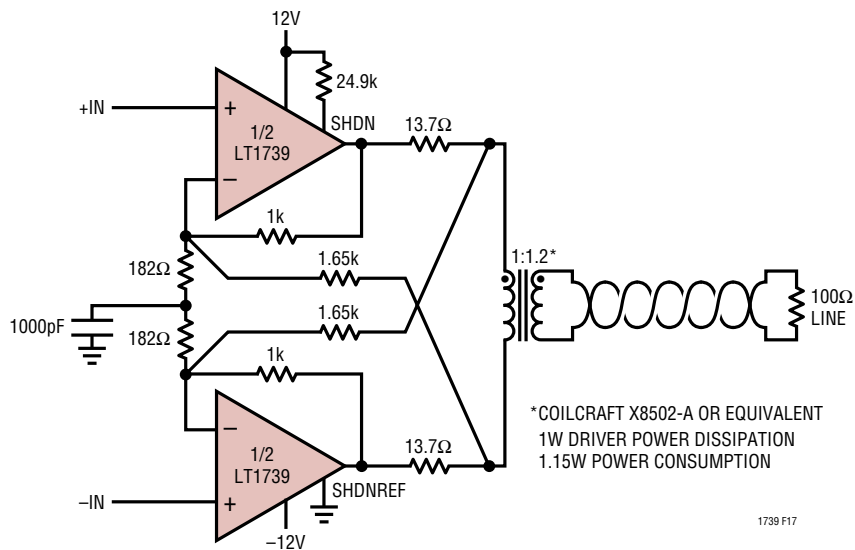 12V
24.9k
+IN
+
1/2
LT1739
–
SHDN
13.7Ω
1k
182Ω
1.65k
1:1.2*
1000pF
182Ω
1.65k
1k
100Ω
LINE
–
1/2
LT1739
+
–IN
–12V
SHDNREF
13.7Ω
*COILCRAFT X8502-A OR EQUIVALENT
1W DRIVER POWER DISSIPATION
1.15W POWER CONSUMPTION
1739 F17